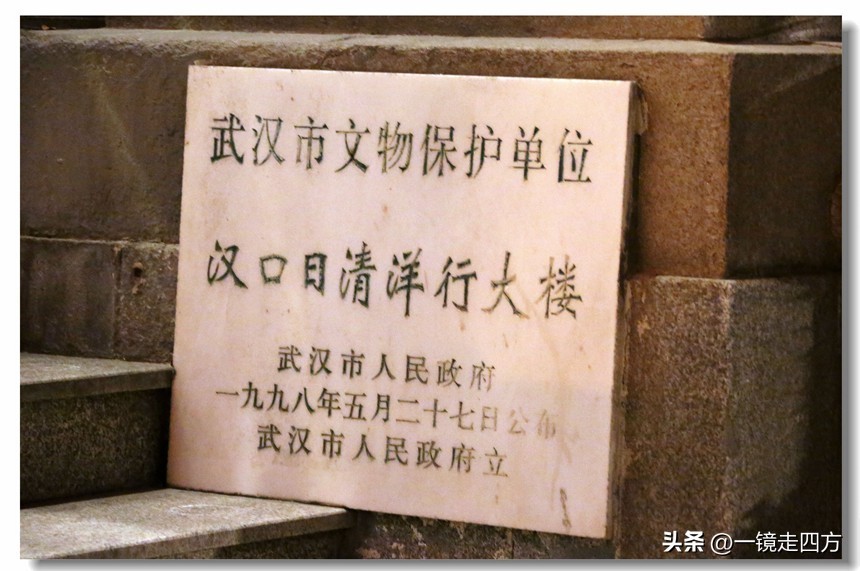 武汉市文物保护单位
汉口日清洋行大楼
武汉市人民政府
一九九八年五月二十七日公布
武汉市人民政府立
头条 @一镜走四方